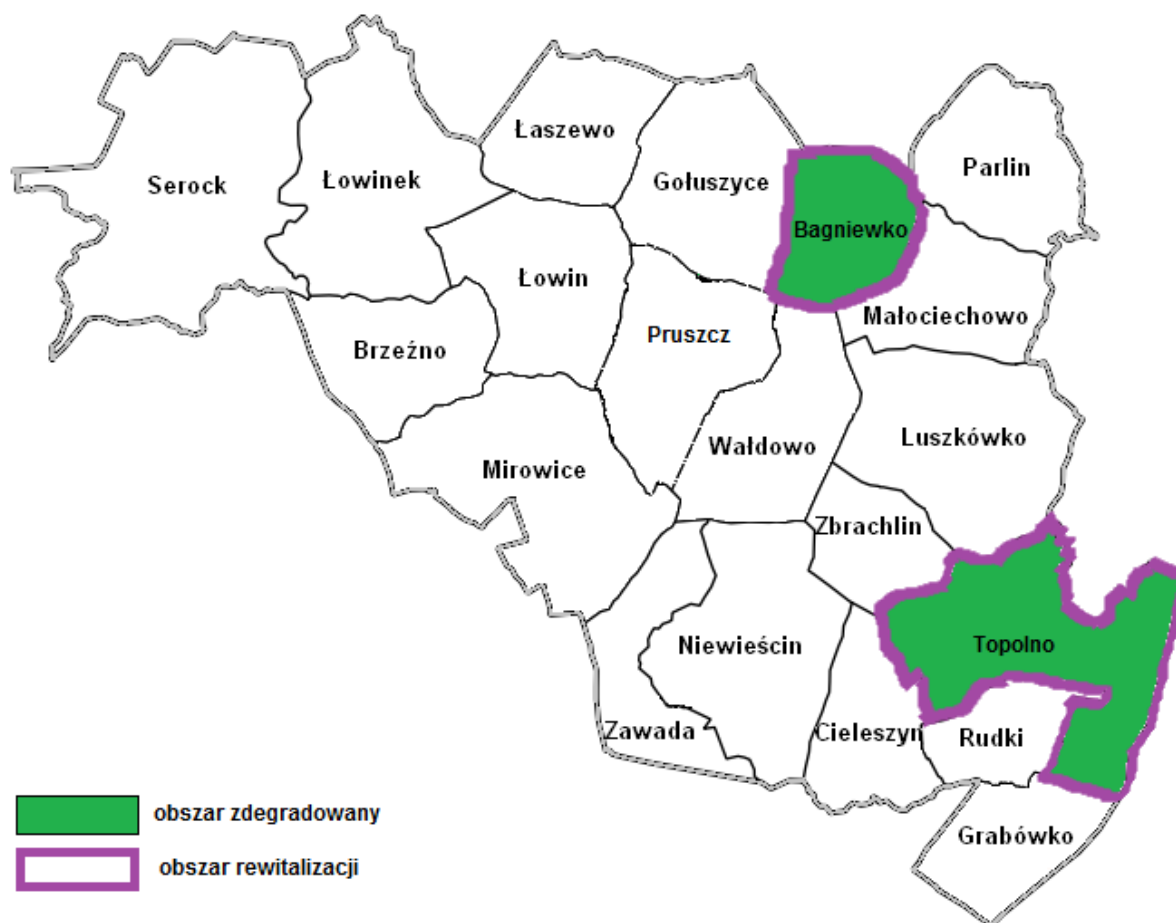 Łaszewo
Parlin
Serock
Łowinek
Gołuszyce
Bagniewko
Łowin
Małociechowo
Pruszcz
Brzeźno
Luszkówko
Wałdowo
Mirowice
Zbrachlin
Niewieścin
Topolno
Zawada
Cieleszyn
Rudki
Grabówko
obszar zdegradowany
obszar rewitalizacji